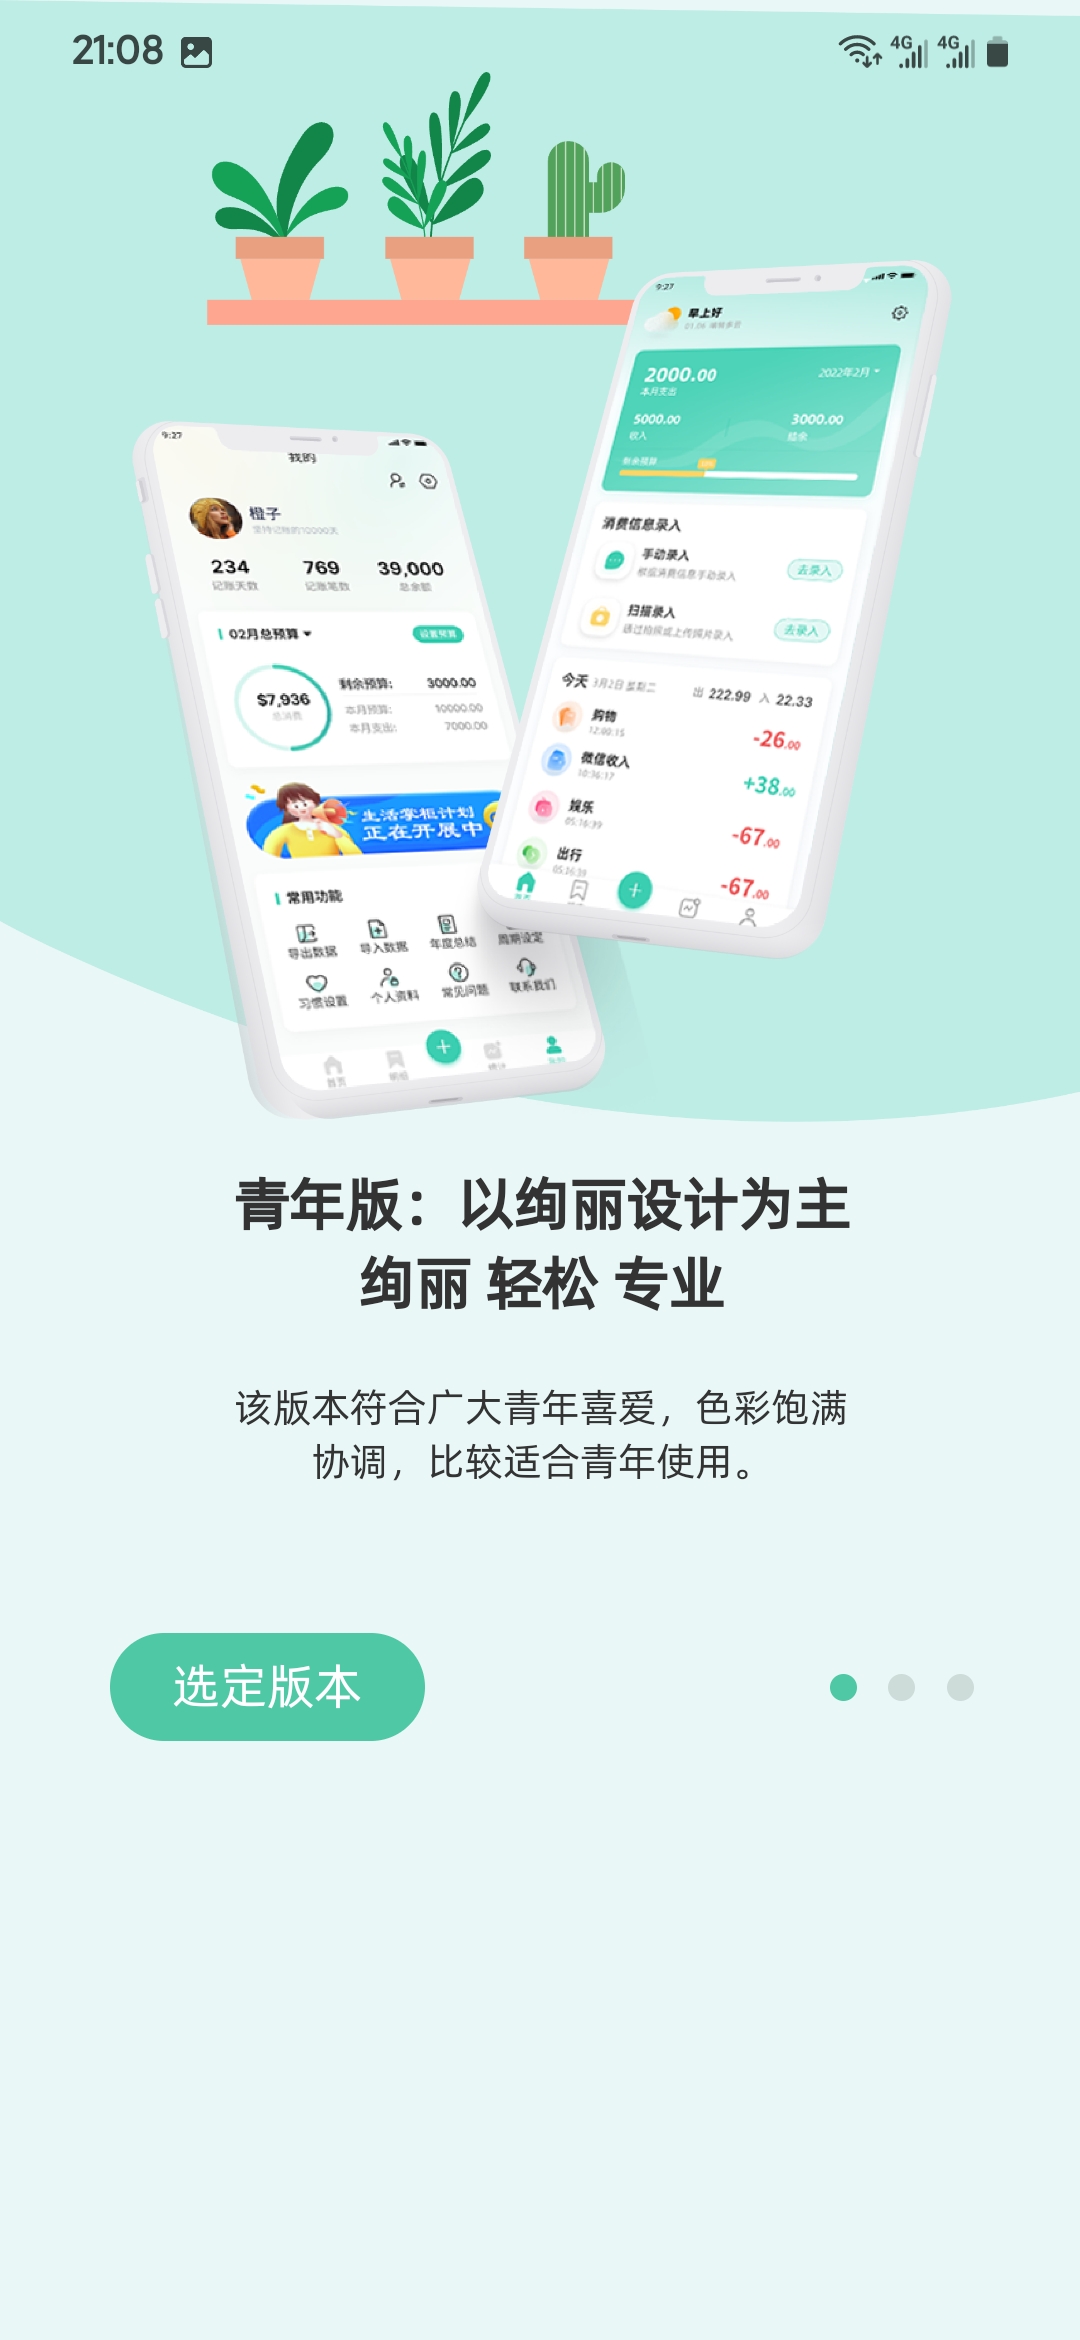 21:08
4G 4G
9:27
早上好
2000.00
2022年2月
本月支出
5000.00
3000.00
收入
结余
剩余预算
消费信息录入
手动录入
根据消费信息手动录入
去录入
扫描录入
通过拍照或上传照片录入
去录入
今天 3月2日 星期二
出 222.99 入 22.33
购物
12:00:15
-26.00
微信收入
10:36:17
+38.00
娱乐
05:16:39
-67.00
出行
05:16:39
-67.00
9:27
我的
橙子
坚持记账的10000天
234
769
39,000
记账天数
记账笔数
总余额
02月总预算
设置预算
$7,936
总消费
剩余预算:
3000.00
本月预算:
10000.00
本月支出:
7000.00
生活掌柜计划
正在开展中
常用功能
导出数据
导入数据
年度总结
周期设定
习惯设置
个人资料
常见问题
联系我们
首页
明细
统计
青年版：以绚丽设计为主
绚丽 轻松 专业
该版本符合广大青年喜爱，色彩饱满
协调，比较适合青年使用。
选定版本